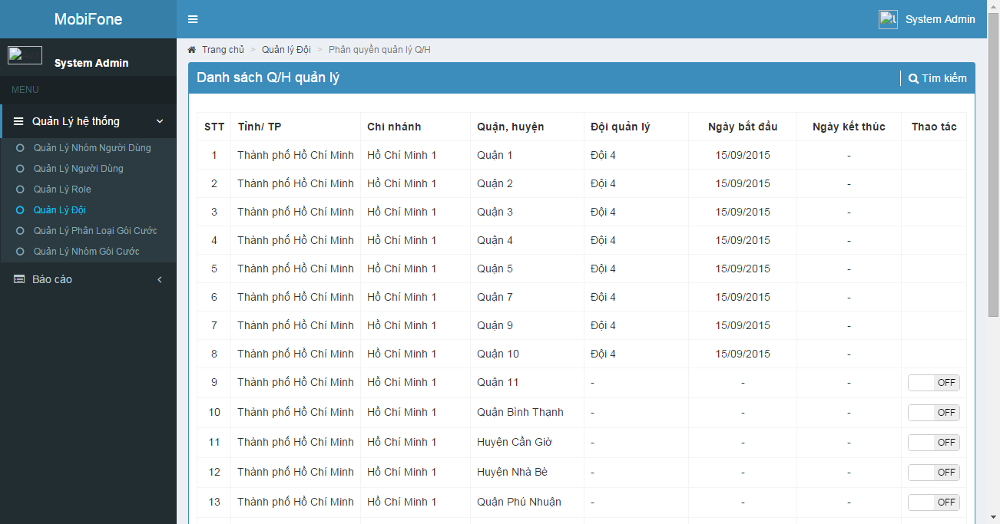 MobiFone
System Admin
System Admin
MENU
Quản Lý hệ thống
Quản Lý Nhóm Người Dùng
Quản Lý Người Dùng
Quản Lý Role
Quản Lý Đội
Quản Lý Phân Loại Gói Cước
Quản Lý Nhóm Gói Cước
Báo cáo
Trang chủ > Quản lý Đội > Phân quyền quản lý Q/H
Danh sách Q/H quản lý
Tìm kiếm
STT Tỉnh/ TP Chi nhánh Quận, huyện Đội quản lý Ngày bắt đầu Ngày kết thúc Thao tác
1 Thành phố Hồ Chí Minh Hồ Chí Minh 1 Quận 1 Đội 4 15/09/2015 -
2 Thành phố Hồ Chí Minh Hồ Chí Minh 1 Quận 2 Đội 4 15/09/2015 -
3 Thành phố Hồ Chí Minh Hồ Chí Minh 1 Quận 3 Đội 4 15/09/2015 -
4 Thành phố Hồ Chí Minh Hồ Chí Minh 1 Quận 4 Đội 4 15/09/2015 -
5 Thành phố Hồ Chí Minh Hồ Chí Minh 1 Quận 5 Đội 4 15/09/2015 -
6 Thành phố Hồ Chí Minh Hồ Chí Minh 1 Quận 7 Đội 4 15/09/2015 -
7 Thành phố Hồ Chí Minh Hồ Chí Minh 1 Quận 9 Đội 4 15/09/2015 -
8 Thành phố Hồ Chí Minh Hồ Chí Minh 1 Quận 10 Đội 4 15/09/2015 -
9 Thành phố Hồ Chí Minh Hồ Chí Minh 1 Quận 11 - - - OFF
10 Thành phố Hồ Chí Minh Hồ Chí Minh 1 Quận Bình Thạnh - - - OFF
11 Thành phố Hồ Chí Minh Hồ Chí Minh 1 Huyện Cần Giờ - - - OFF
12 Thành phố Hồ Chí Minh Hồ Chí Minh 1 Huyện Nhà Bè - - - OFF
13 Thành phố Hồ Chí Minh Hồ Chí Minh 1 Quận Phú Nhuận - - - OFF